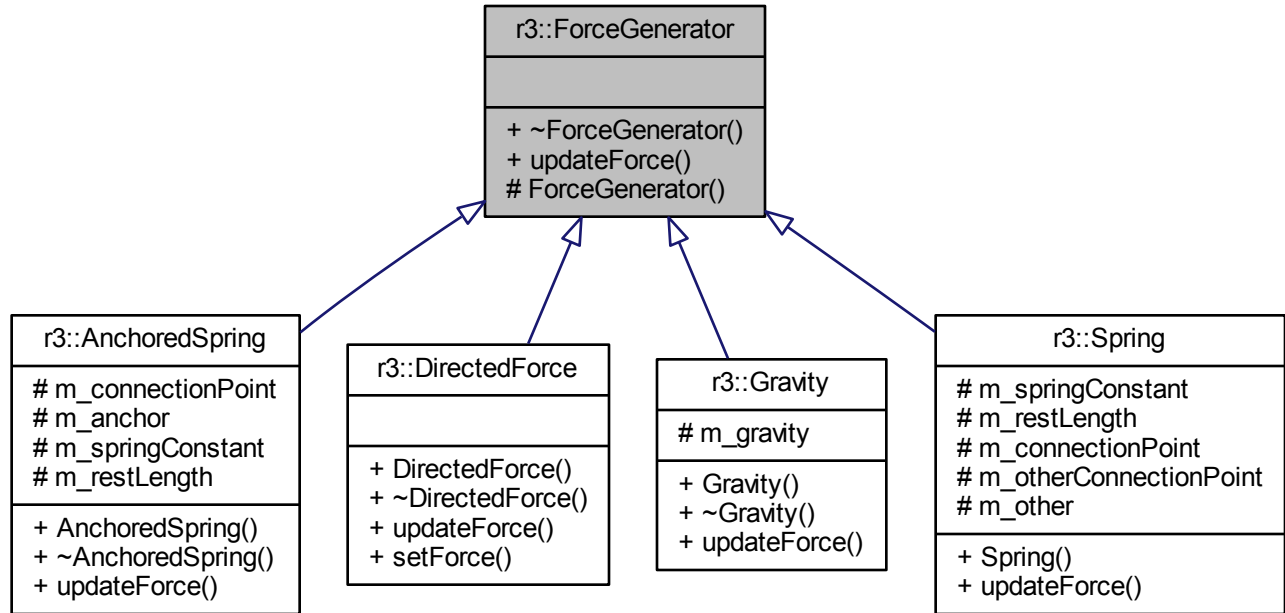 r3::ForceGenerator
+ ~ForceGenerator()
+ updateForce()
# ForceGenerator()
r3::AnchoredSpring
# m_connectionPoint
# m_anchor
# m_springConstant
# m_restLength
+ AnchoredSpring()
+ ~AnchoredSpring()
+ updateForce()
r3::DirectedForce
+ DirectedForce()
+ ~DirectedForce()
+ updateForce()
+ setForce()
r3::Gravity
# m_gravity
+ Gravity()
+ ~Gravity()
+ updateForce()
r3::Spring
# m_springConstant
# m_restLength
# m_connectionPoint
# m_otherConnectionPoint
# m_other
+ Spring()
+ updateForce()